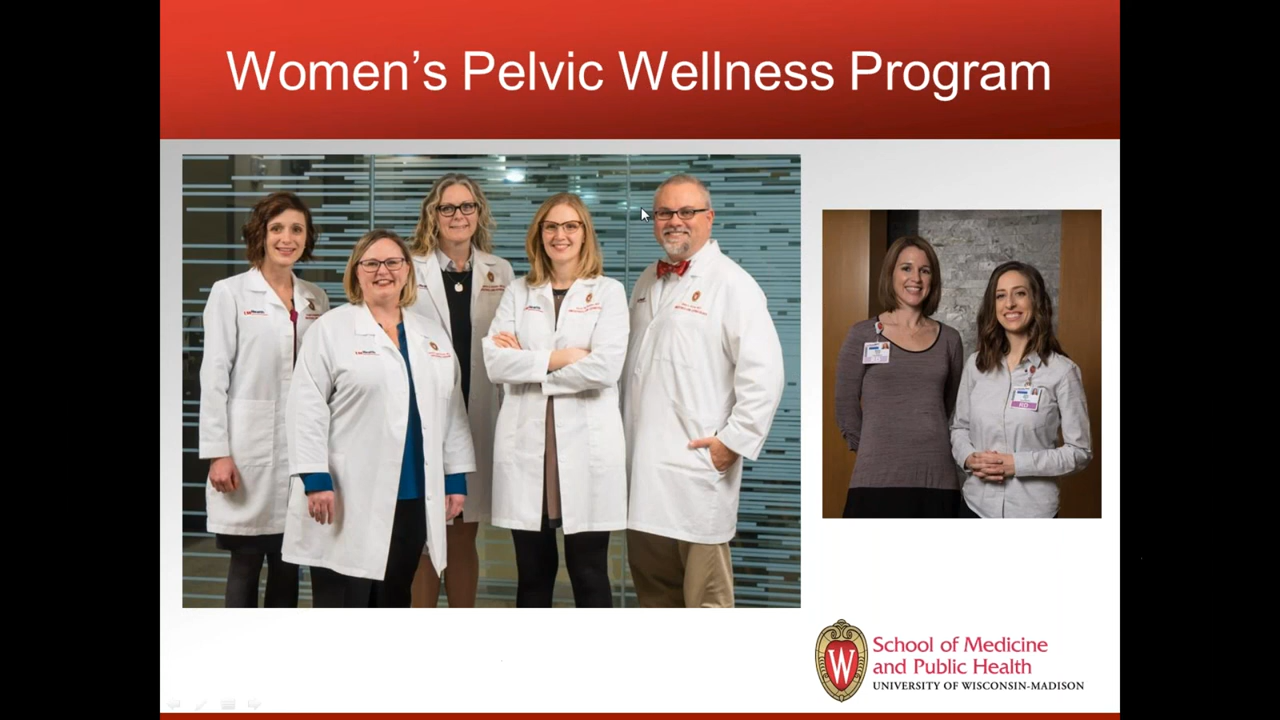 Women's Pelvic Wellness Program
W
School of Medicine
and Public Health
UNIVERSITY OF WISCONSIN-MADISON